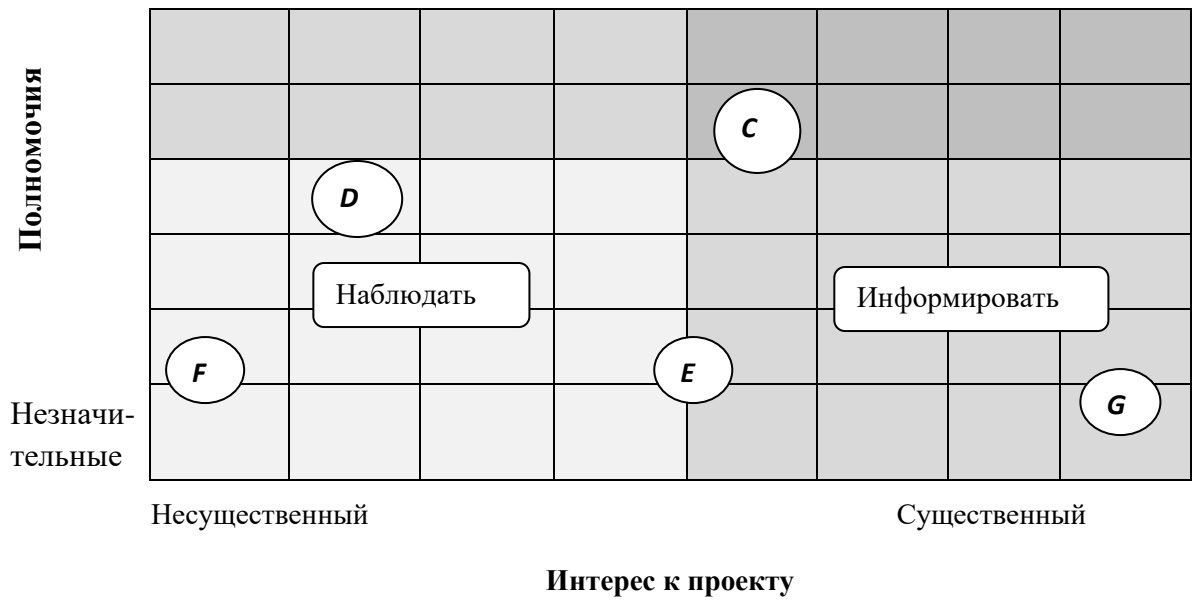 Полномочия
C
D
Наблюдать
Информировать
F
E
G
Незначи-
тельные
Несущественный
Существенный
Интерес к проекту